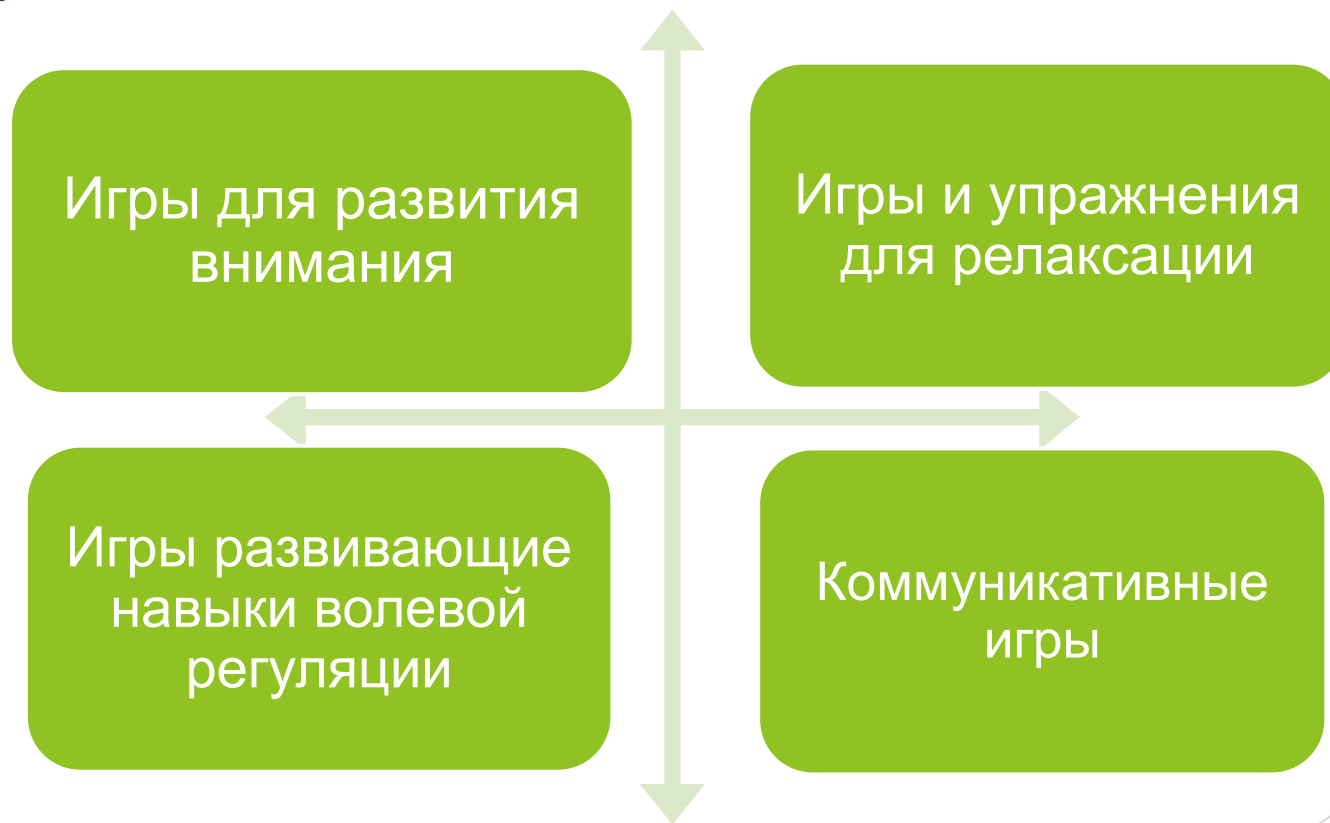 Игры для развития
внимания
Игры и упражнения
для релаксации
Игры развивающие
навыки волевой
регуляции
Коммуникативные
игры